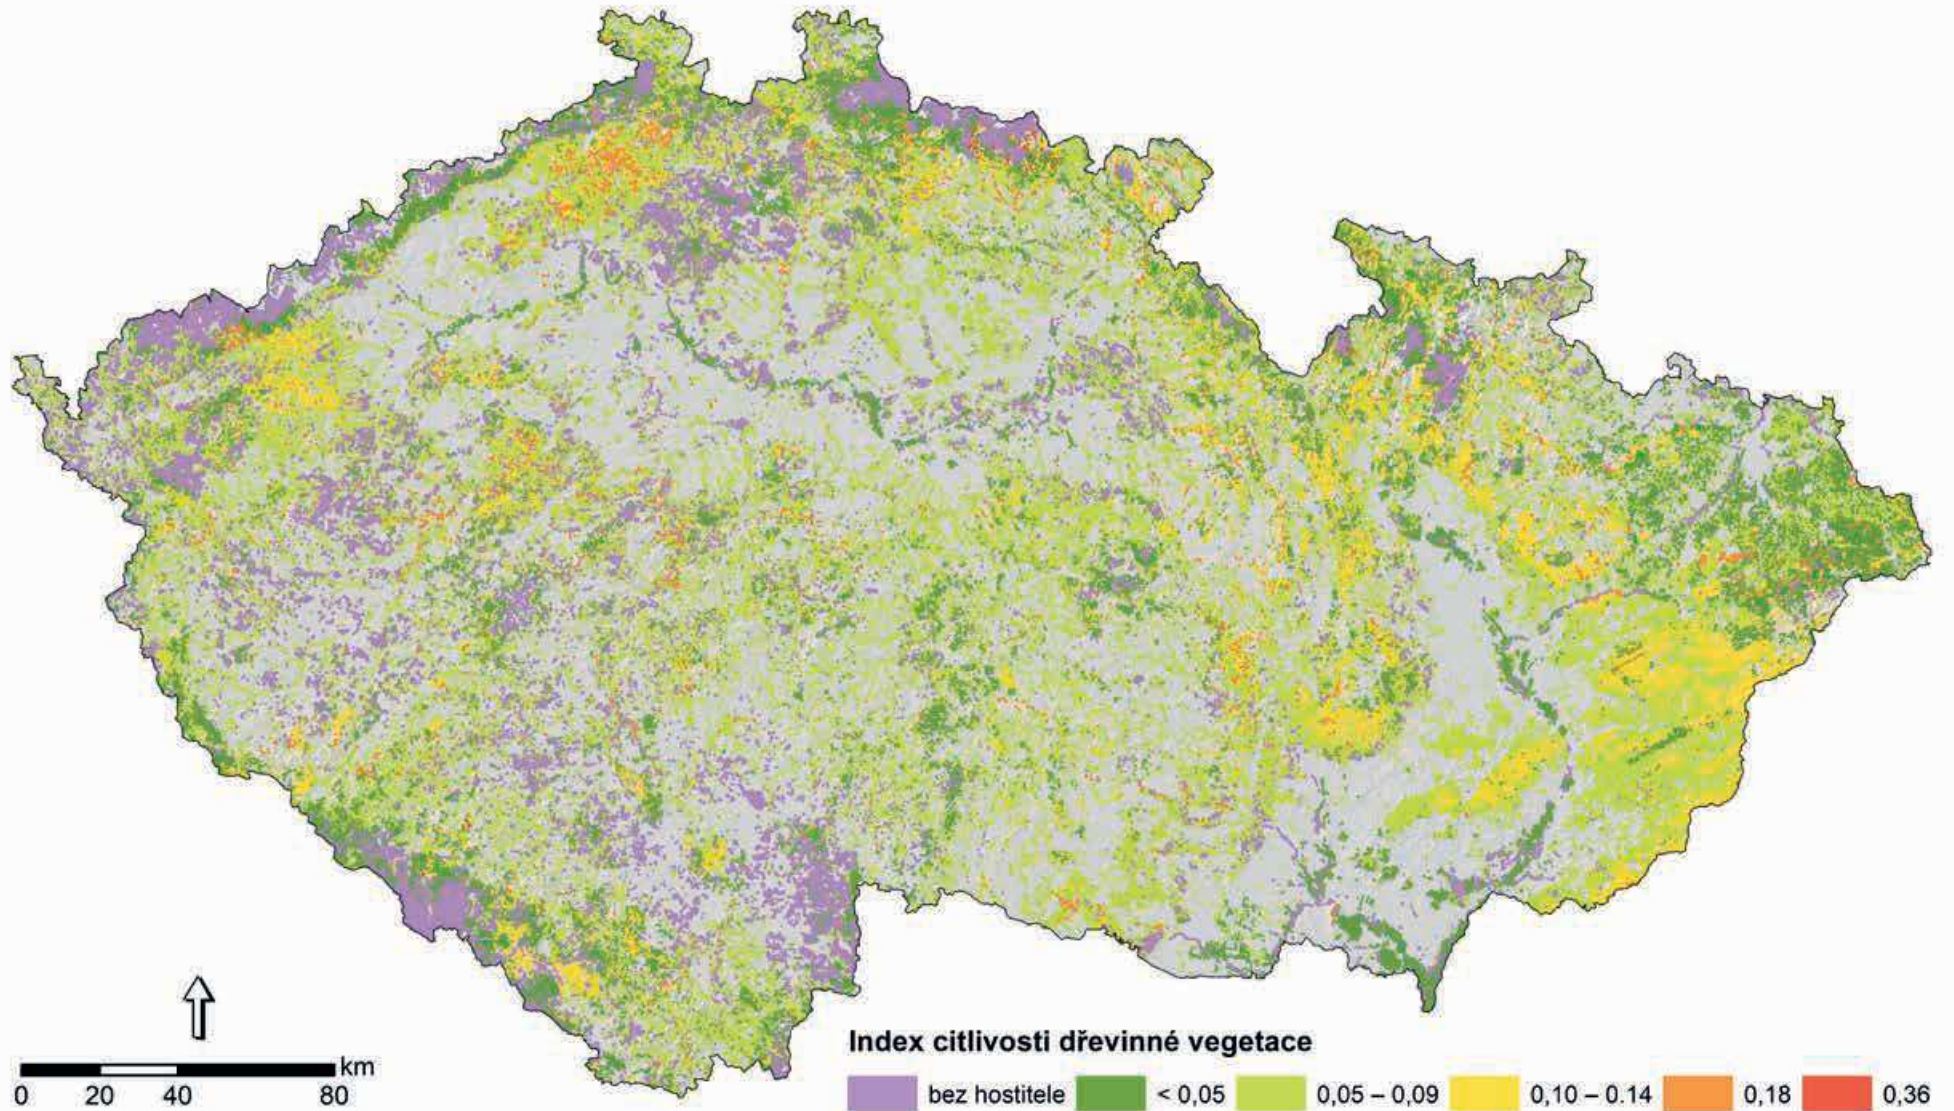 km
0 20 40 80
Index citlivosti dřevinné vegetace
bez hostitele < 0,05 0,05 – 0,09 0,10 – 0.14 0,18 0,36